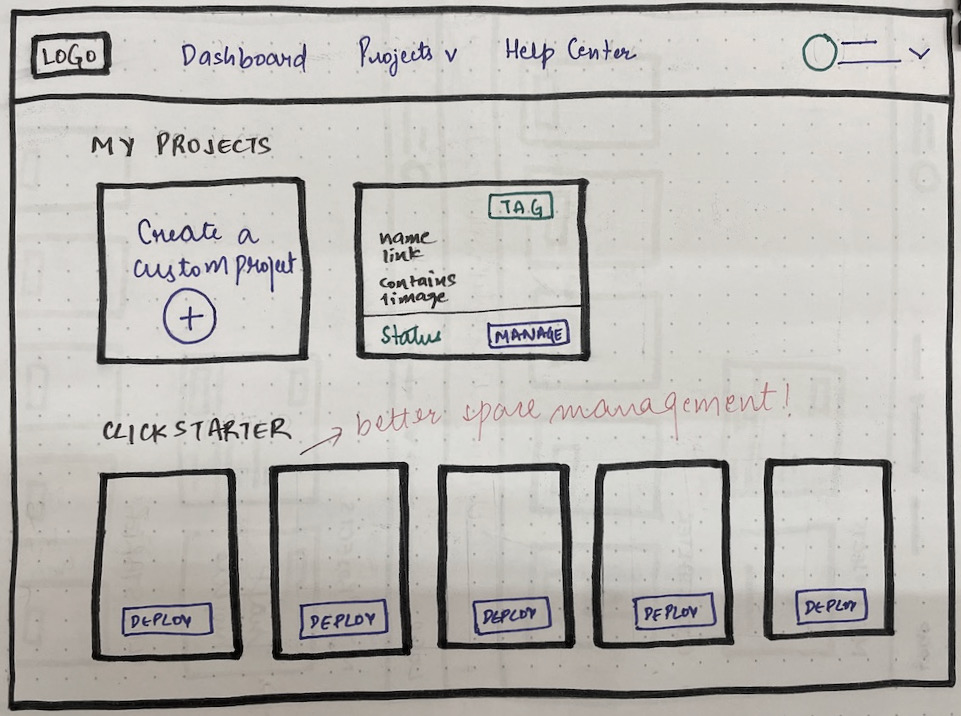 LOGO Dashboard Projects v Help Center
MY PROJECTS
Create a
custom project
+
TAG
name
link
contains
1 image
Status MANAGE
CLICKSTARTER → better space management!
DEPLOY DEPLOY DEPLOY DEPLOY DEPLOY